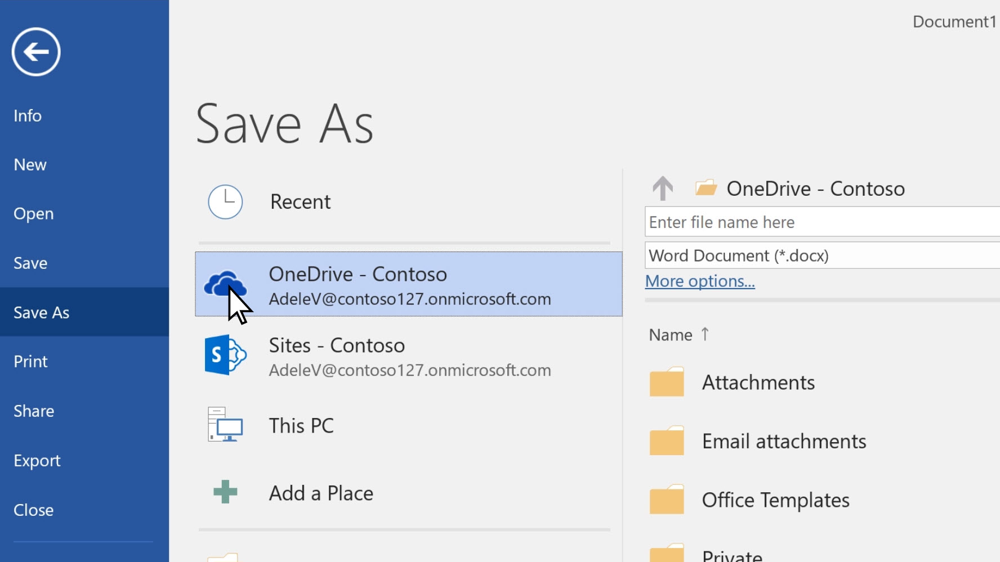 Document1
Info
New
Open
Save
Save As
Print
Share
Export
Close
Save As
Recent
OneDrive - Contoso
AdeleV@contoso127.onmicrosoft.com
S
Sites - Contoso
AdeleV@contoso127.onmicrosoft.com
This PC
Add a Place
OneDrive - Contoso
Enter file name here
Word Document (*.docx)
More options...
Name ↑
Attachments
Email attachments
Office Templates
Private